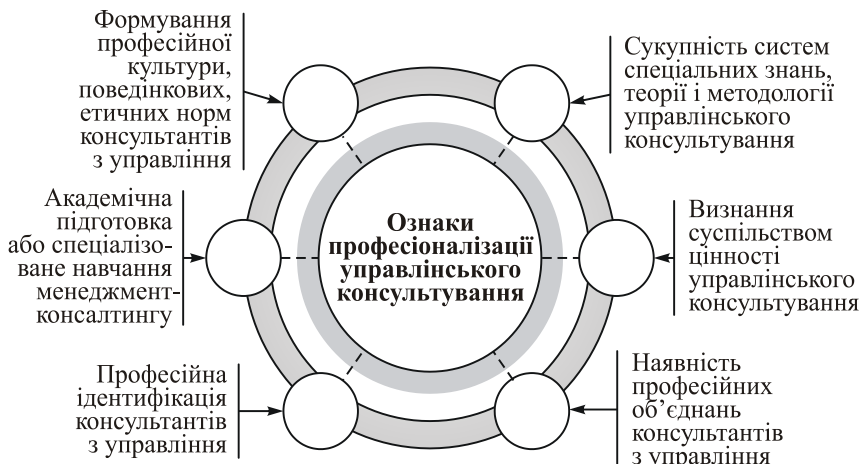 Формування
професійної
культури,
поведінкових,
етичних норм
консультантів
з управління
Сукупність систем
спеціальних знань,
теорії і методології
управлінського
консультування
Академічна
підготовка
або спеціалізо-
ване навчання
менеджмент-
консалтингу
Ознаки
професіоналізації
управлінського
консультування
Визнання
суспільством
цінності
управлінського
консультування
Професійна
ідентифікація
консультантів
з управління
Наявність
професійних
об’єднань
консультантів
з управління